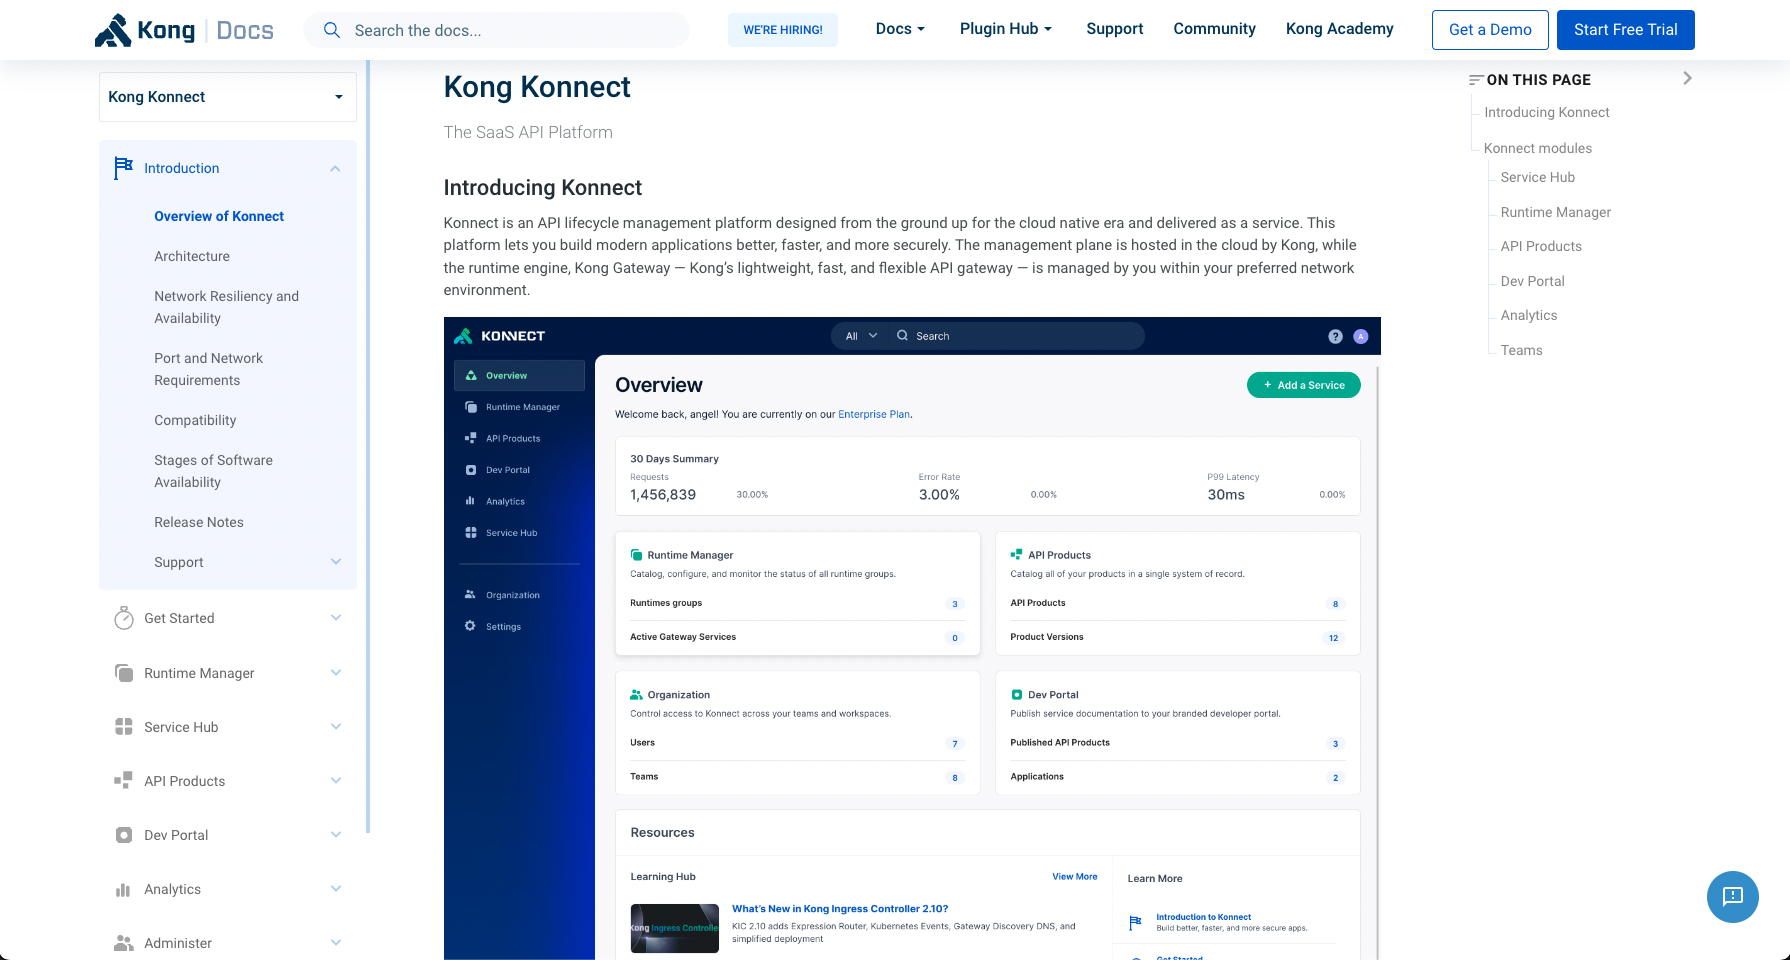 Kong | Docs
Search the docs...
WE'RE HIRING!
Docs
Plugin Hub
Support
Community
Kong Academy
Get a Demo
Start Free Trial
Kong Konnect
Introduction
Overview of Konnect
Architecture
Network Resiliency and
Availability
Port and Network
Requirements
Compatibility
Stages of Software
Availability
Release Notes
Support
Get Started
Runtime Manager
Service Hub
API Products
Dev Portal
Analytics
Administer
Kong Konnect
The SaaS API Platform
Introducing Konnect
Konnect is an API lifecycle management platform designed from the ground up for the cloud native era and delivered as a service. This
platform lets you build modern applications better, faster, and more securely. The management plane is hosted in the cloud by Kong, while
the runtime engine, Kong Gateway — Kong's lightweight, fast, and flexible API gateway — is managed by you within your preferred network
environment.
KONNECT
All
Search
?
A
Overview
Runtime Manager
API Products
Dev Portal
Analytics
Service Hub
Organization
Settings
Overview
+ Add a Service
Welcome back, angel! You are currently on our Enterprise Plan.
30 Days Summary
Requests
1,456,839
30.00%
Error Rate
3.00%
0.00%
P99 Latency
30ms
0.00%
Runtime Manager
Catalog, configure, and monitor the status of all runtime groups.
Runtimes groups
3
Active Gateway Services
0
API Products
Catalog all of your products in a single system of record.
API Products
8
Product Versions
12
Organization
Control access to Konnect across your teams and workspaces.
Users
7
Teams
8
Dev Portal
Publish service documentation to your branded developer portal.
Published API Products
3
Applications
2
Resources
Learning Hub
View More
Kong Ingress Controlle
What's New in Kong Ingress Controller 2.10?
KIC 2.10 adds Expression Router, Kubernetes Events, Gateway Discovery DNS, and
simplified deployment
Learn More
Introduction to Konnect
Build better, faster, and more secure apps.
Get Started
ON THIS PAGE
Introducing Konnect
Konnect modules
Service Hub
Runtime Manager
API Products
Dev Portal
Analytics
Teams